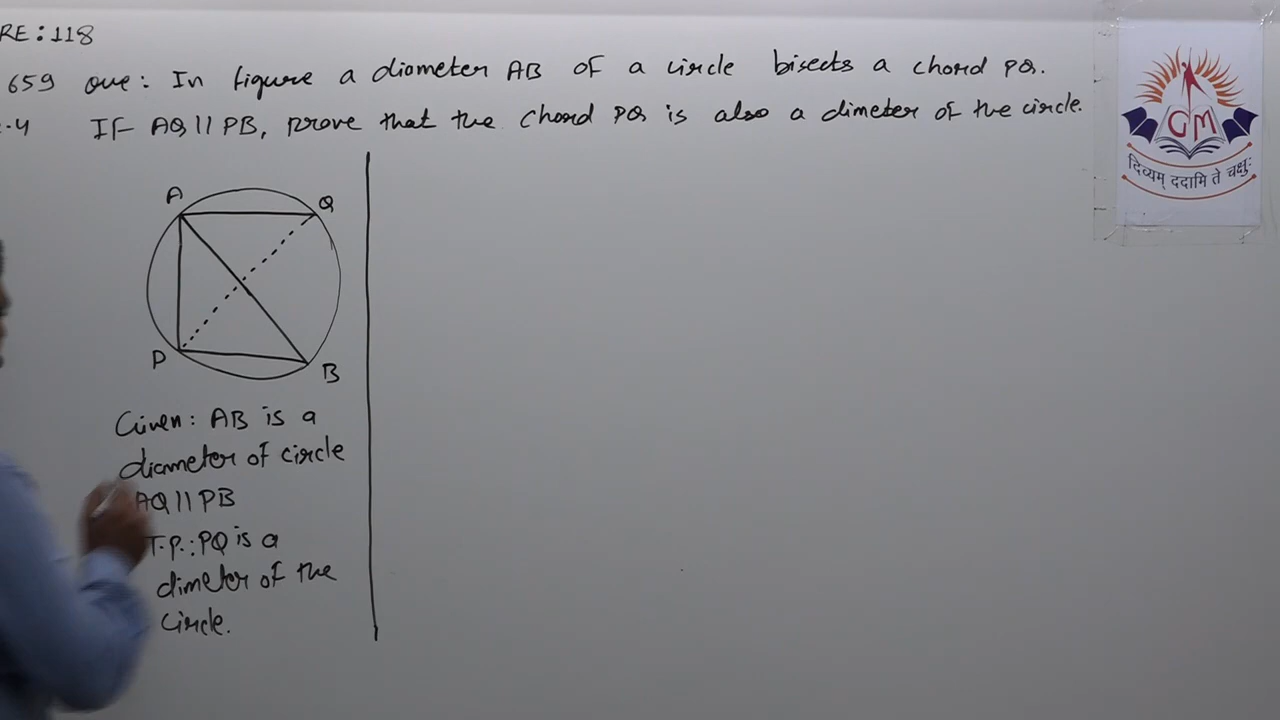 RE:118
659 que: In figure a diameter AB of a circle bisects a chord PQ.
.4 IF AQ || PB, prove that the chord PQ is also a dimeter of the circle.
GM
दिव्यम् ददामि ते चक्षुः
A
Q
P
B
Given: AB is a
diameter of circle
AQ || PB
T.P.: PQ is a
dimeter of the
circle.